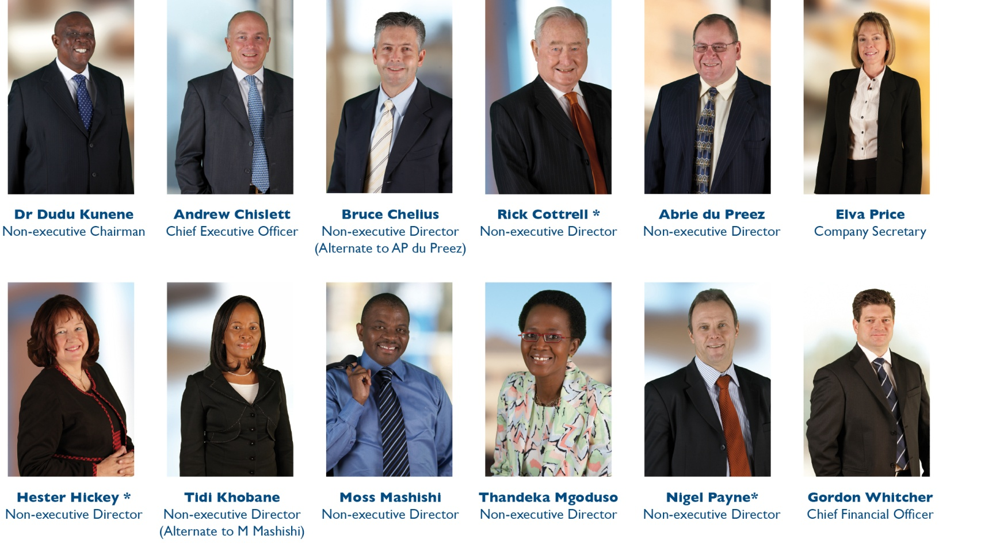 Dr Dudu Kunene
Non-executive Chairman
Andrew Chislett
Chief Executive Officer
Bruce Chelius
Non-executive Director
(Alternate to AP du Preez)
Rick Cottrell *
Non-executive Director
Abrie du Preez
Non-executive Director
Elva Price
Company Secretary
Hester Hickey *
Non-executive Director
Tidi Khobane
Non-executive Director
(Alternate to M Mashishi)
Moss Mashishi
Non-executive Director
Thandeka Mgoduso
Non-executive Director
Nigel Payne*
Non-executive Director
Gordon Whitcher
Chief Financial Officer